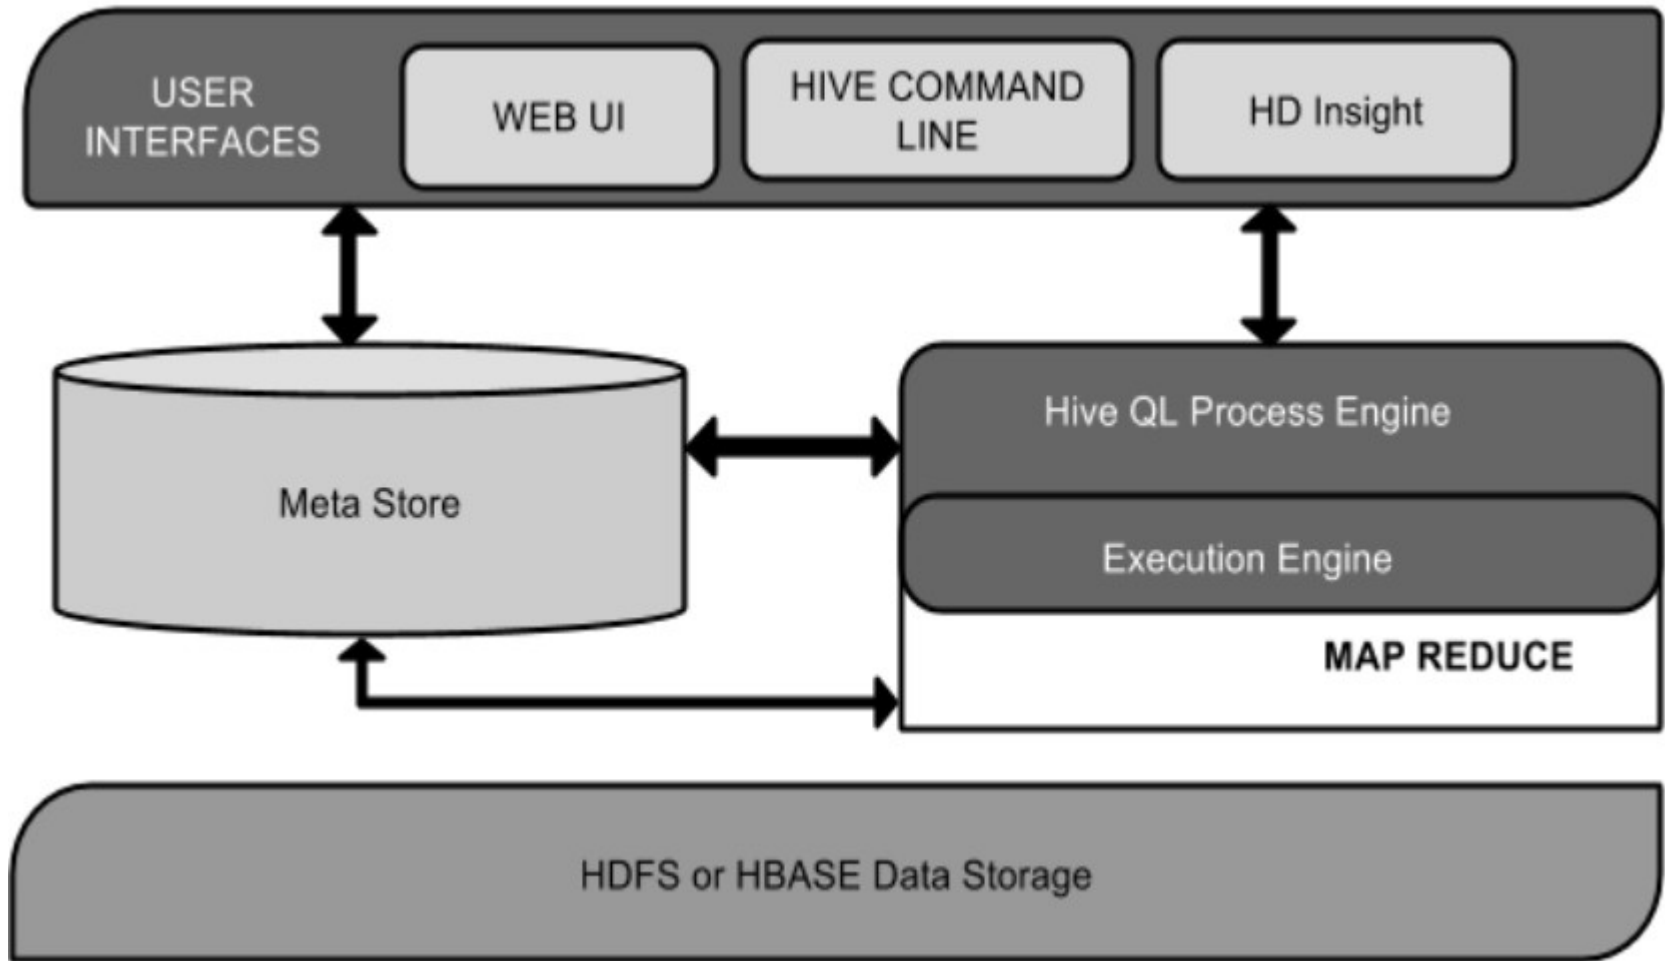 USER
INTERFACES
WEB UI
HIVE COMMAND
LINE
HD Insight
Meta Store
Hive QL Process Engine
Execution Engine
MAP REDUCE
HDFS or HBASE Data Storage